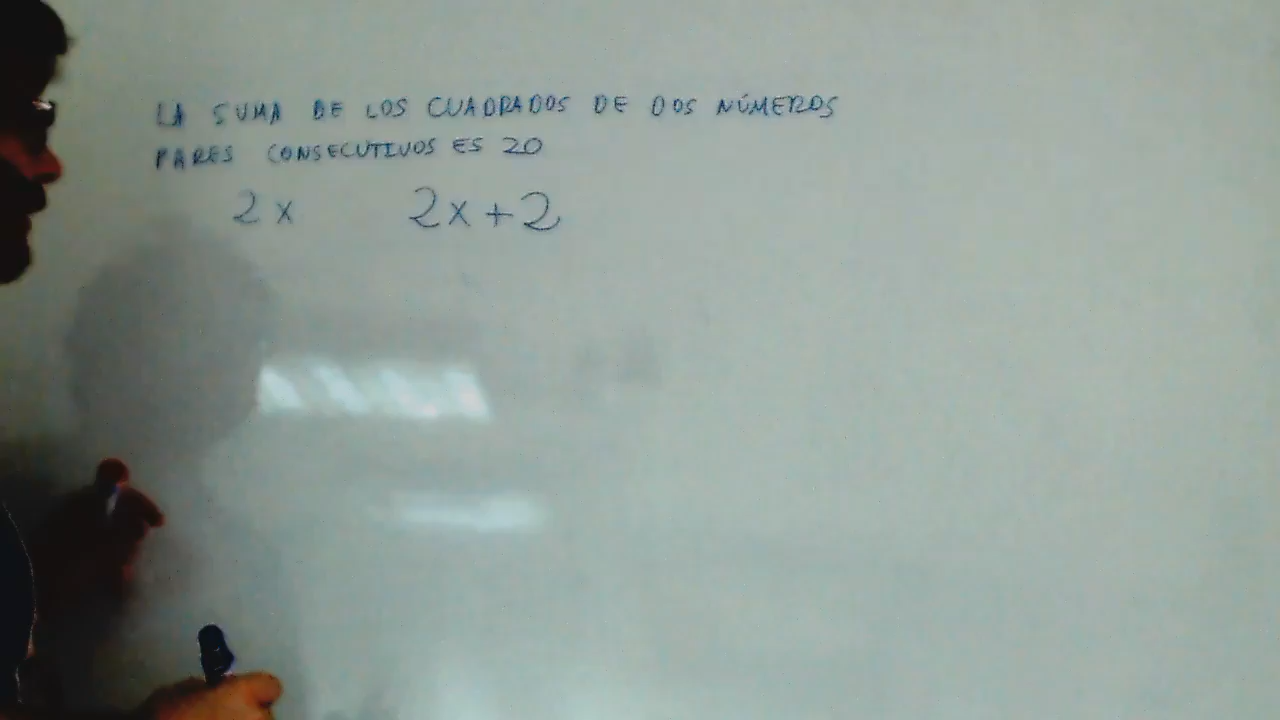 LA SUMA DE LOS CUADRADOS DE DOS NÚMEROS
PARES CONSECUTIVOS ES 20
2x 2x+2